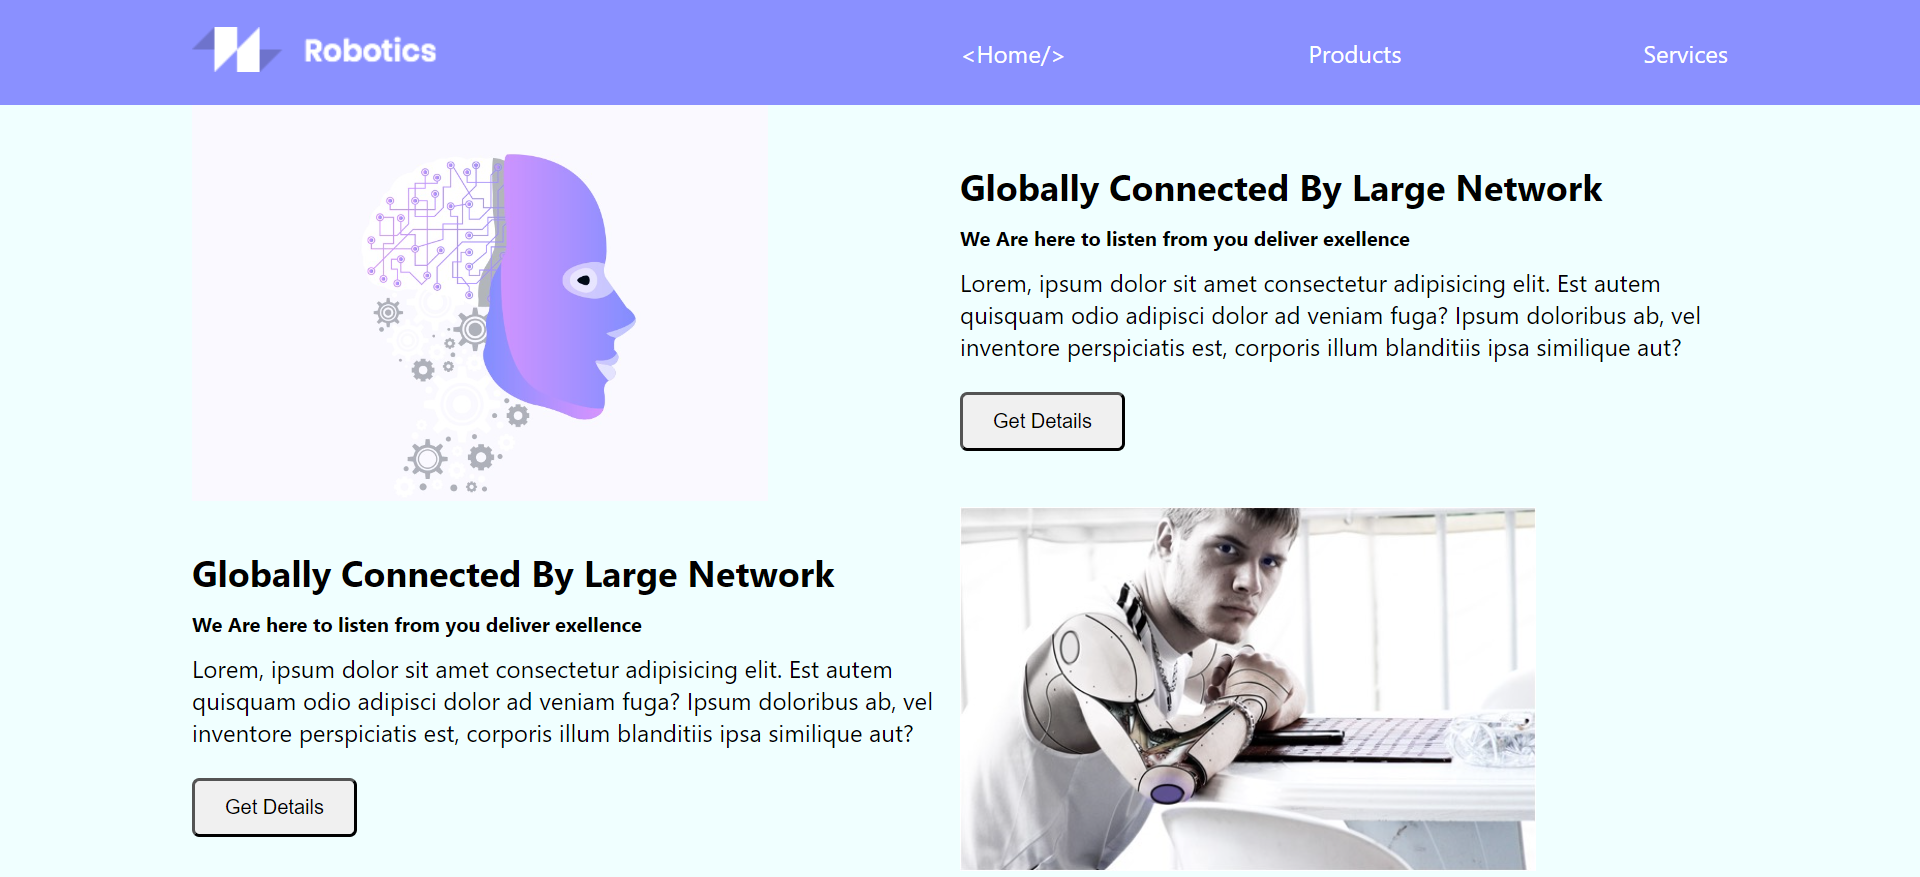 Robotics
<Home/>
Products
Services
Globally Connected By Large Network
We Are here to listen from you deliver exellence
Lorem, ipsum dolor sit amet consectetur adipisicing elit. Est autem
quisquam odio adipisci dolor ad veniam fuga? Ipsum doloribus ab, vel
inventore perspiciatis est, corporis illum blanditiis ipsa similique aut?
Get Details
Globally Connected By Large Network
We Are here to listen from you deliver exellence
Lorem, ipsum dolor sit amet consectetur adipisicing elit. Est autem
quisquam odio adipisci dolor ad veniam fuga? Ipsum doloribus ab, vel
inventore perspiciatis est, corporis illum blanditiis ipsa similique aut?
Get Details